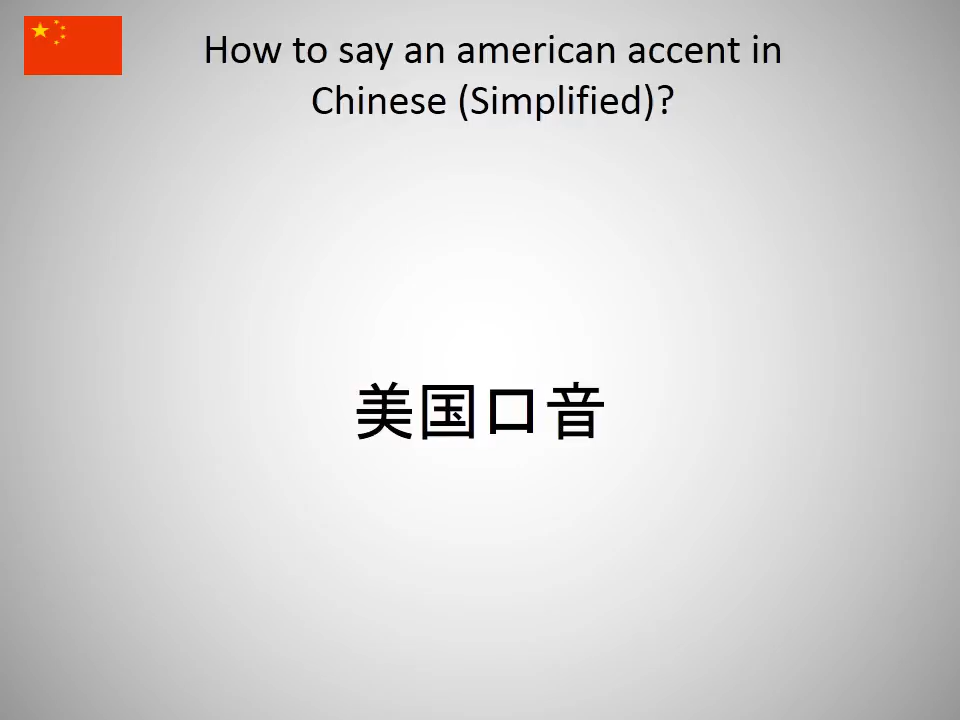 How to say an american accent in
Chinese (Simplified)?
美国口音